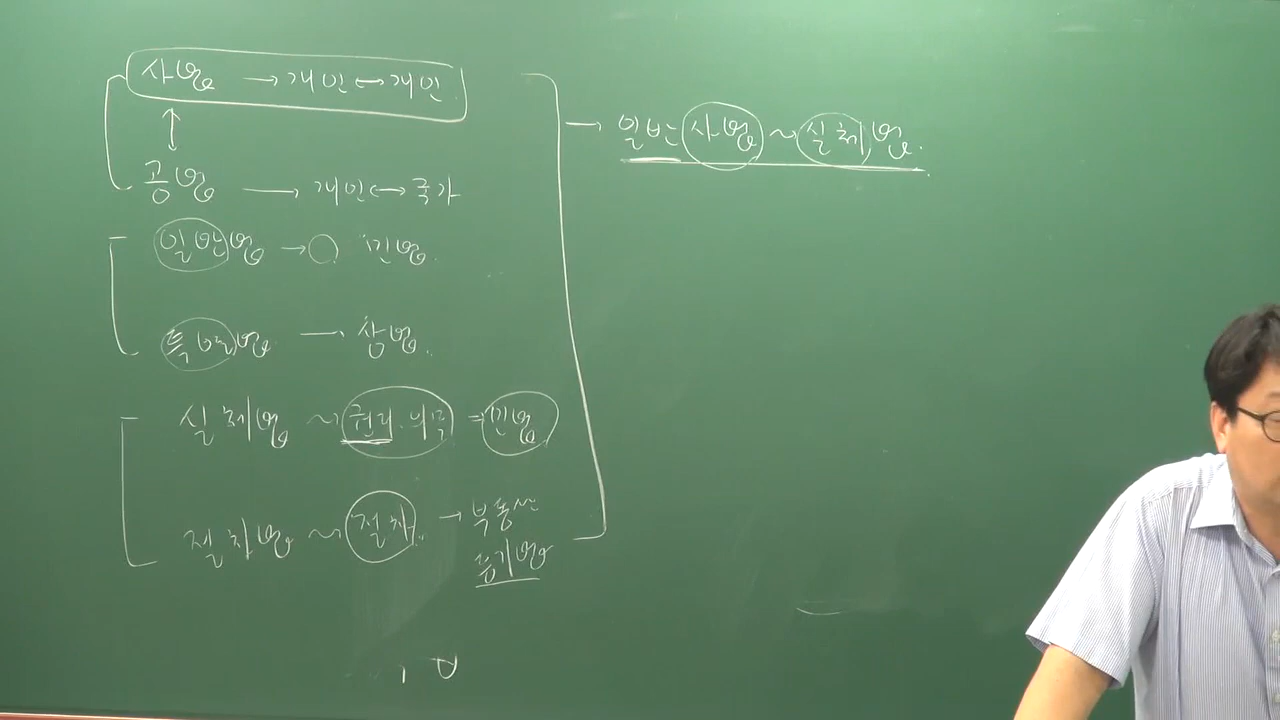 사법 → 개인 ↔ 개인
공법 → 개인 ↔ 국가
일반법 → 민법.
특별법 → 상법.
실체법 ~ 권리.의무 ⇒ 민법
절차법 ~ 절차. → 부동산
등기법
→ 일반사법 ~ 실체법.